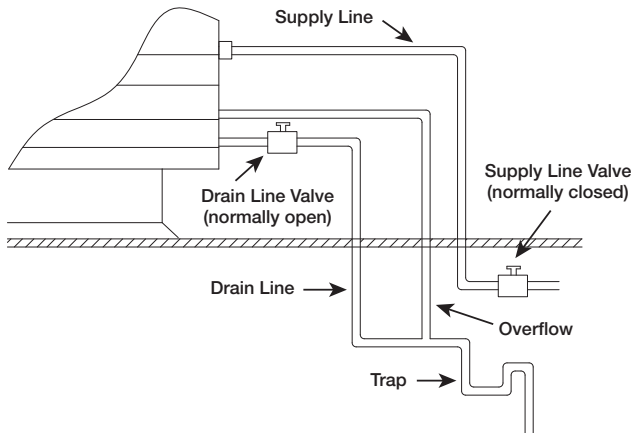 Supply Line
Supply Line Valve
(normally closed)
Drain Line Valve
(normally open)
Drain Line
Overflow
Trap